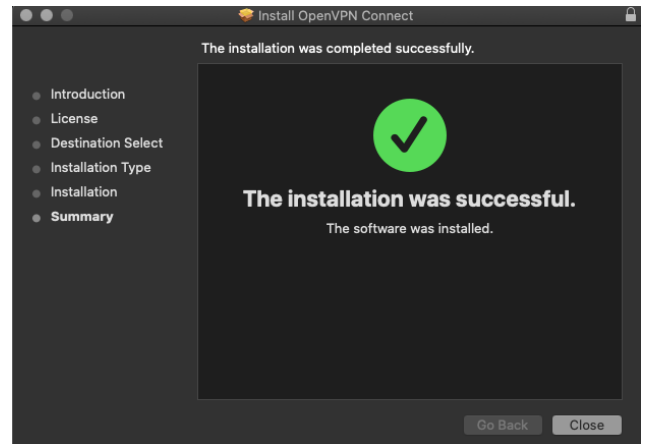 Install OpenVPN Connect
The installation was completed successfully.
Introduction
License
Destination Select
Installation Type
Installation
Summary
The installation was successful.
The software was installed.
Go Back
Close